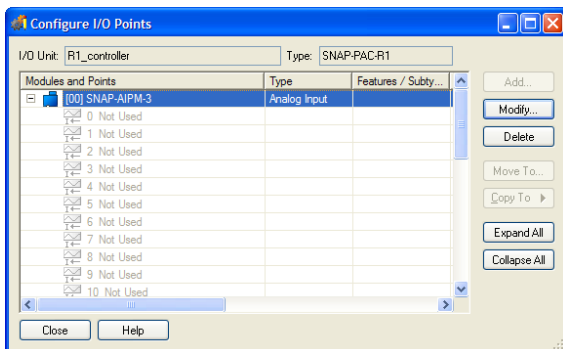 Configure I/O Points
I/O Unit: R1_controller Type: SNAP-PAC-R1
Modules and Points Type Features / Subty... Add...
[00] SNAP-AIPM-3 Analog Input Modify...
0 Not Used
1 Not Used Delete
2 Not Used
3 Not Used Move To...
4 Not Used
5 Not Used Copy To
6 Not Used
7 Not Used Expand All
8 Not Used
9 Not Used Collapse All
10 Not Used
Close Help